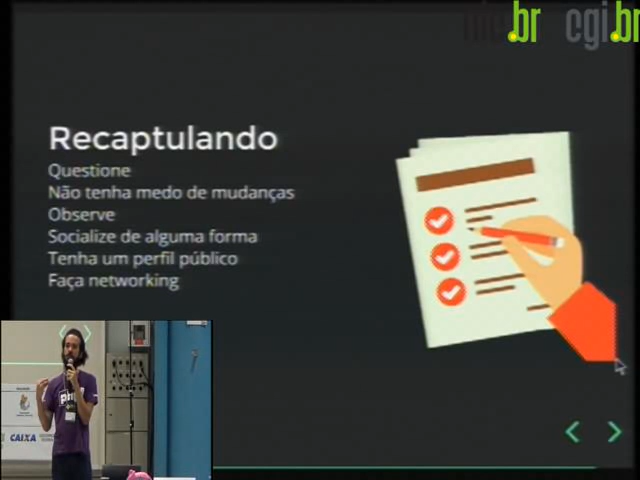 nic.br cgi.br
Recaptulando
Questione
Não tenha medo de mudanças
Observe
Socialize de alguma forma
Tenha um perfil público
Faça networking
CAIXA